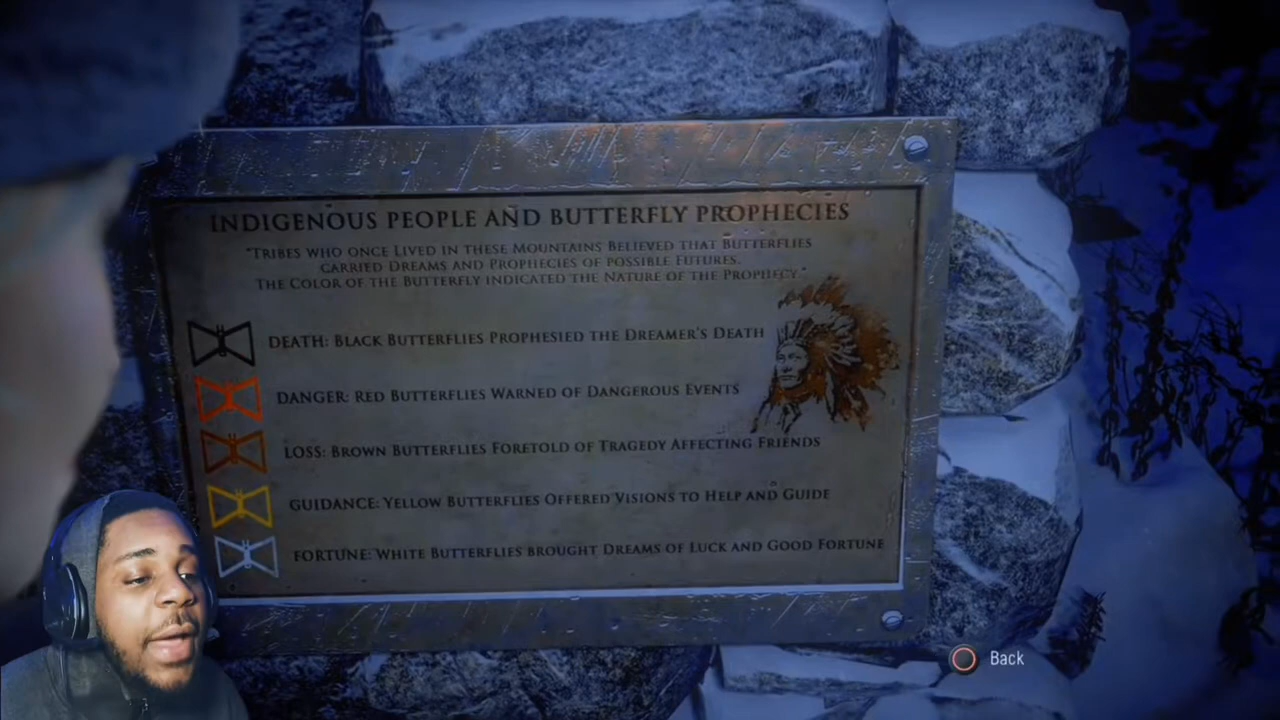 INDIGENOUS PEOPLE AND BUTTERFLY PROPHECIES
"TRIBES WHO ONCE LIVED IN THESE MOUNTAINS BELIEVED THAT BUTTERFLIES
CARRIED DREAMS AND PROPHECIES OF POSSIBLE FUTURES.
THE COLOR OF THE BUTTERFLY INDICATED THE NATURE OF THE PROPHECY."
DEATH: BLACK BUTTERFLIES PROPHESIED THE DREAMER'S DEATH
DANGER: RED BUTTERFLIES WARNED OF DANGEROUS EVENTS
LOSS: BROWN BUTTERFLIES FORETOLD OF TRAGEDY AFFECTING FRIENDS
GUIDANCE: YELLOW BUTTERFLIES OFFERED VISIONS TO HELP AND GUIDE
FORTUNE: WHITE BUTTERFLIES BROUGHT DREAMS OF LUCK AND GOOD FORTUNE
Back